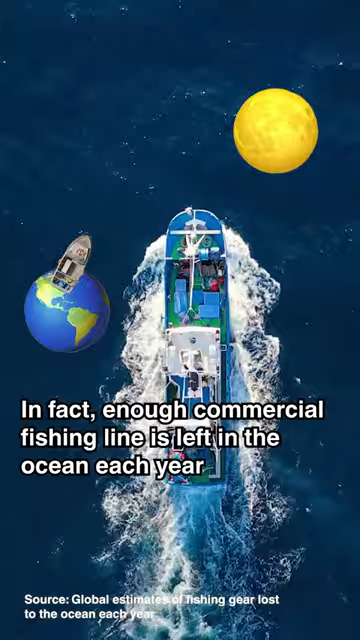 In fact, enough commercial
fishing line is left in the
ocean each year
Source: Global estimates of fishing gear lost
to the ocean each year